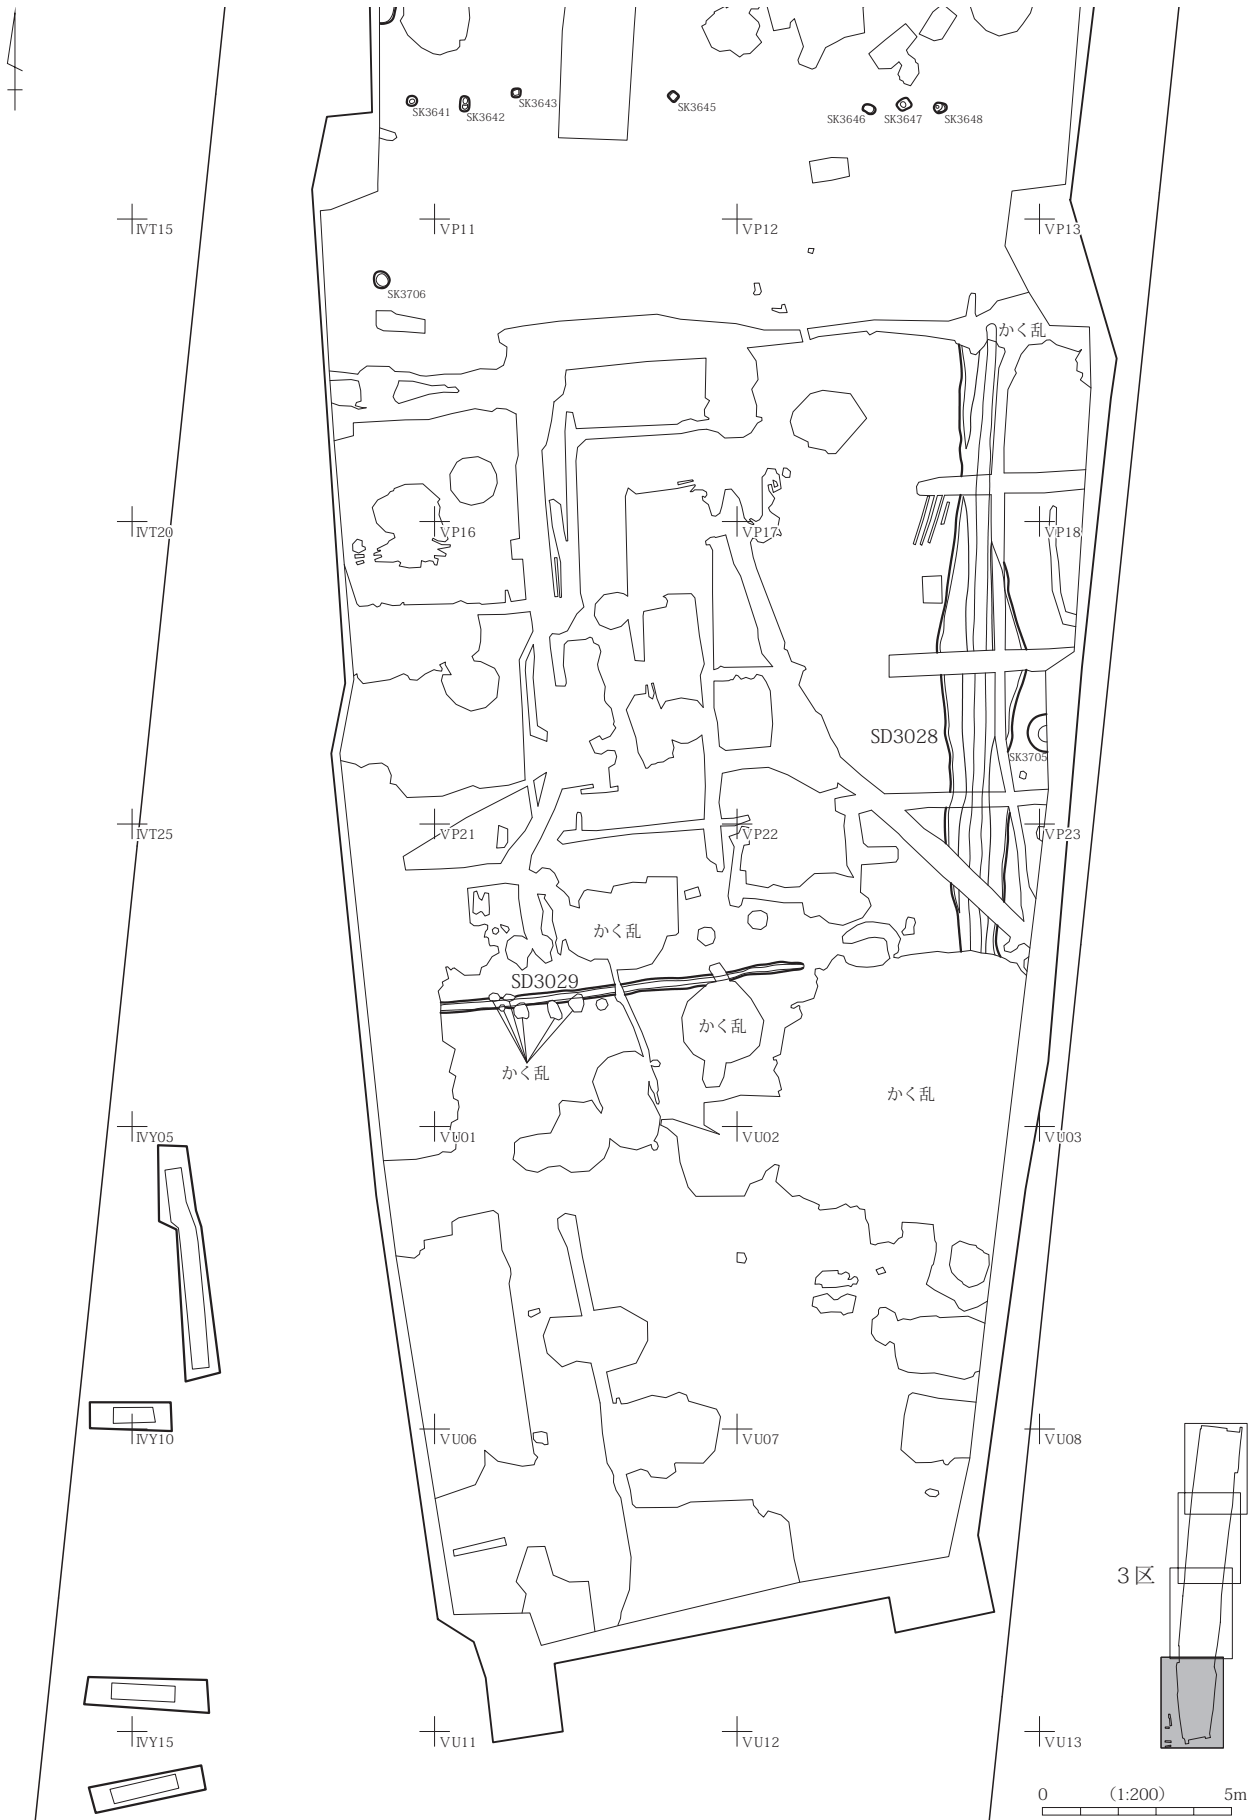 SK3641
SK3642
SK3643
SK3645
SK3646
SK3647
SK3648
ⅣT15
ⅤP11
ⅤP12
ⅤP13
SK3706
かく乱
ⅣT20
ⅤP16
ⅤP17
ⅤP18
SD3028
SK3705
ⅣT25
ⅤP21
ⅤP22
ⅤP23
かく乱
SD3029
かく乱
かく乱
かく乱
ⅣY05
ⅤU01
ⅤU02
ⅤU03
ⅣY10
ⅤU06
ⅤU07
ⅤU08
3区
ⅣY15
ⅤU11
ⅤU12
ⅤU13
0 (1:200) 5m